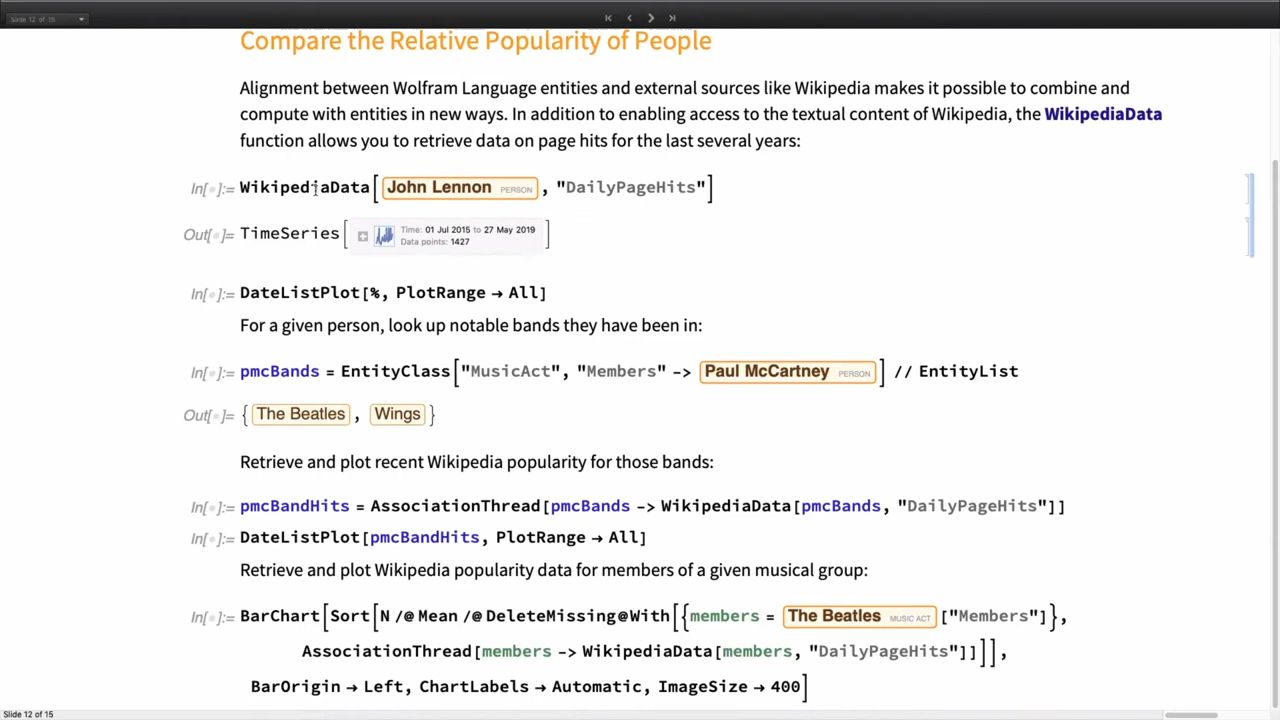 Slide 12 of 15
Compare the Relative Popularity of People
Alignment between Wolfram Language entities and external sources like Wikipedia makes it possible to combine and
compute with entities in new ways. In addition to enabling access to the textual content of Wikipedia, the WikipediaData
function allows you to retrieve data on page hits for the last several years:
In[ ]:= WikipediaData[ John Lennon PERSON , "DailyPageHits"]
Out[ ]= TimeSeries[ Time: 01 Jul 2015 to 27 May 2019
Data points: 1427 ]
In[ ]:= DateListPlot[%, PlotRange → All]
For a given person, look up notable bands they have been in:
In[ ]:= pmcBands = EntityClass["MusicAct", "Members" -> Paul McCartney PERSON ] // EntityList
Out[ ]= { The Beatles , Wings }
Retrieve and plot recent Wikipedia popularity for those bands:
In[ ]:= pmcBandHits = AssociationThread[pmcBands -> WikipediaData[pmcBands, "DailyPageHits"]]
In[ ]:= DateListPlot[pmcBandHits, PlotRange → All]
Retrieve and plot Wikipedia popularity data for members of a given musical group:
In[ ]:= BarChart[Sort[N /@ Mean /@ DeleteMissing@With[{members = The Beatles MUSIC ACT ["Members"]},
AssociationThread[members -> WikipediaData[members, "DailyPageHits"]]]],
BarOrigin → Left, ChartLabels → Automatic, ImageSize → 400]
Slide 12 of 15